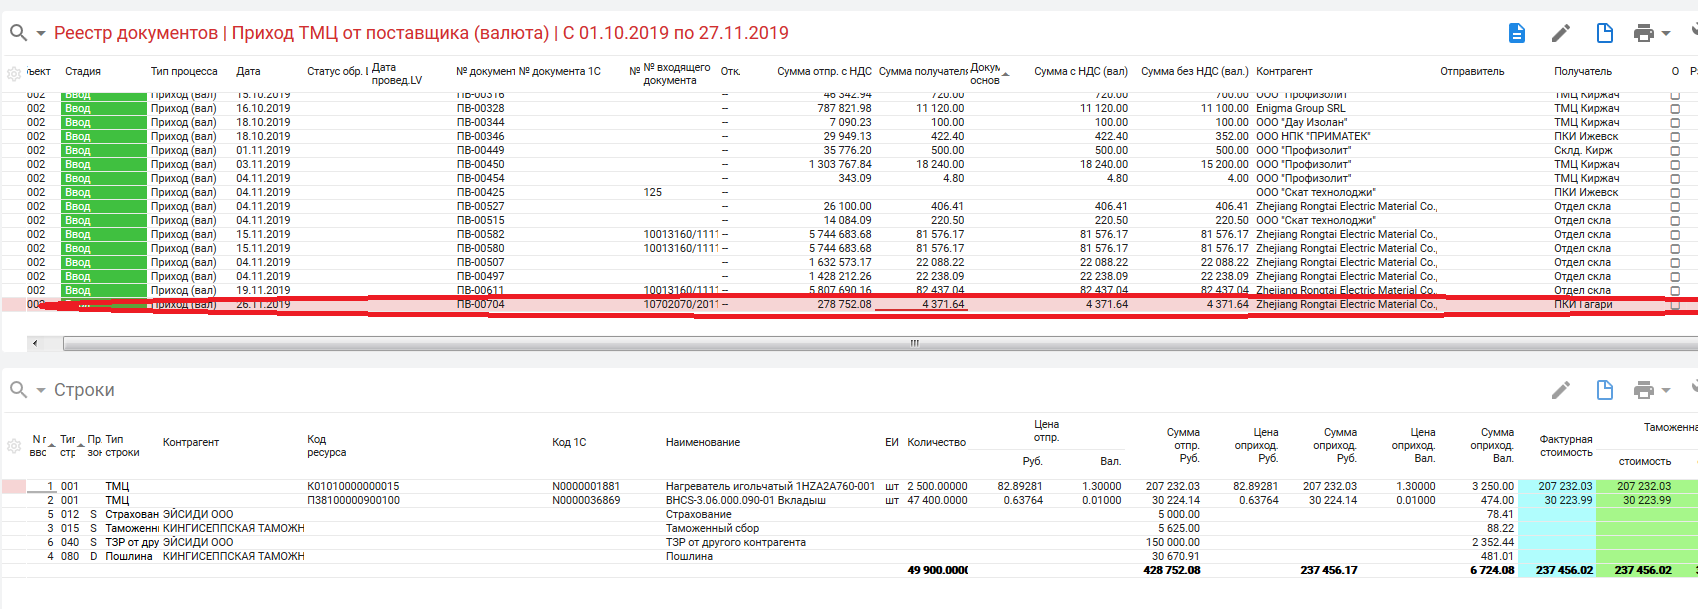 Реестр документов | Приход ТМЦ от поставщика (валюта) | С 01.10.2019 по 27.11.2019
ъект Стадия Тип процесса Дата Статус обр. I Дата провед.LV № документ № документа 1С № № входящего документа Отк. Сумма отпр. с НДС Сумма получателя Докум основ Сумма с НДС (вал) Сумма без НДС (вал.) Контрагент Отправитель Получатель О
002 Ввод Приход (вал) 15.10.2019 ПВ-00316 -- 46 342.94 720.00 720.00 700.00 ООО "Профизолит" ТМЦ Киржач
002 Ввод Приход (вал) 16.10.2019 ПВ-00328 -- 787 821.98 11 120.00 11 120.00 11 100.00 Enigma Group SRL ТМЦ Киржач
002 Ввод Приход (вал) 18.10.2019 ПВ-00344 -- 7 090.23 100.00 100.00 100.00 ООО "Дау Изолан" ТМЦ Киржач
002 Ввод Приход (вал) 18.10.2019 ПВ-00346 -- 29 949.13 422.40 422.40 352.00 ООО НПК "ПРИМАТЕК" ПКИ Ижевск
002 Ввод Приход (вал) 01.11.2019 ПВ-00449 -- 35 776.20 500.00 500.00 500.00 ООО "Профизолит" Склд. Кирж
002 Ввод Приход (вал) 03.11.2019 ПВ-00450 -- 1 303 767.84 18 240.00 18 240.00 15 200.00 ООО "Профизолит" ТМЦ Киржач
002 Ввод Приход (вал) 04.11.2019 ПВ-00454 -- 343.09 4.80 4.80 4.00 ООО "Профизолит" ТМЦ Киржач
002 Ввод Приход (вал) 04.11.2019 ПВ-00425 125 -- ООО "Скат технолоджи" ПКИ Ижевск
002 Ввод Приход (вал) 04.11.2019 ПВ-00527 -- 26 100.00 406.41 406.41 406.41 Zhejiang Rongtai Electric Material Co., Отдел скла
002 Ввод Приход (вал) 04.11.2019 ПВ-00515 -- 14 084.09 220.50 220.50 220.50 ООО "Скат технолоджи" Отдел скла
002 Ввод Приход (вал) 15.11.2019 ПВ-00582 10013160/1111 -- 5 744 683.68 81 576.17 81 576.17 81 576.17 Zhejiang Rongtai Electric Material Co., Отдел скла
002 Ввод Приход (вал) 15.11.2019 ПВ-00580 10013160/1111 -- 5 744 683.68 81 576.17 81 576.17 81 576.17 Zhejiang Rongtai Electric Material Co., Отдел скла
002 Ввод Приход (вал) 04.11.2019 ПВ-00507 -- 1 632 573.17 22 088.22 22 088.22 22 088.22 Zhejiang Rongtai Electric Material Co., Отдел скла
002 Ввод Приход (вал) 04.11.2019 ПВ-00497 -- 1 428 212.26 22 238.09 22 238.09 22 238.09 Zhejiang Rongtai Electric Material Co., Отдел скла
002 Ввод Приход (вал) 19.11.2019 ПВ-00611 10013160/1111 -- 5 807 690.16 82 437.04 82 437.04 82 437.04 Zhejiang Rongtai Electric Material Co., Отдел скла
Приход (вал) 26.11.2019 ПВ-00704 10702070/2011 -- 278 752.08 4 371.64 4 371.64 4 371.64 Zhejiang Rongtai Electric Material Co., ПКИ Гагари
Строки
N г ввс Тиг стр Пр. зон Тип строки Контрагент Код ресурса Код 1С Наименование ЕИ Количество Цена отпр. Руб. Вал. Сумма отпр. Руб. Цена оприход. Руб. Сумма оприход. Руб. Цена оприход. Вал. Сумма оприход. Вал. Фактурная стоимость Таможенна стоимость
1 001 ТМЦ К01010000000015 N0000001881 Нагреватель игольчатый 1HZA2A760-001 шт 2 500.00000 82.89281 1.30000 207 232.03 82.89281 207 232.03 1.30000 3 250.00 207 232.03 207 232.03
2 001 ТМЦ П38100000900100 N0000036869 BHCS-3.06.000.090-01 Вкладыш шт 47 400.00000 0.63764 0.01000 30 224.14 0.63764 30 224.14 0.01000 474.00 30 223.99 30 223.99
5 012 S Страхован ЭЙСИДИ ООО Страхование 5 000.00 78.41
3 015 S Таможенн КИНГИСЕППСКАЯ ТАМОЖН Таможенный сбор 5 625.00 88.22
6 040 S ТЗР от дру ЭЙСИДИ ООО ТЗР от другого контрагента 150 000.00 2 352.44
4 080 D Пошлина КИНГИСЕППСКАЯ ТАМОЖН Пошлина 30 670.91 481.01
49 900.0000 428 752.08 237 456.17 6 724.08 237 456.02 237 456.02